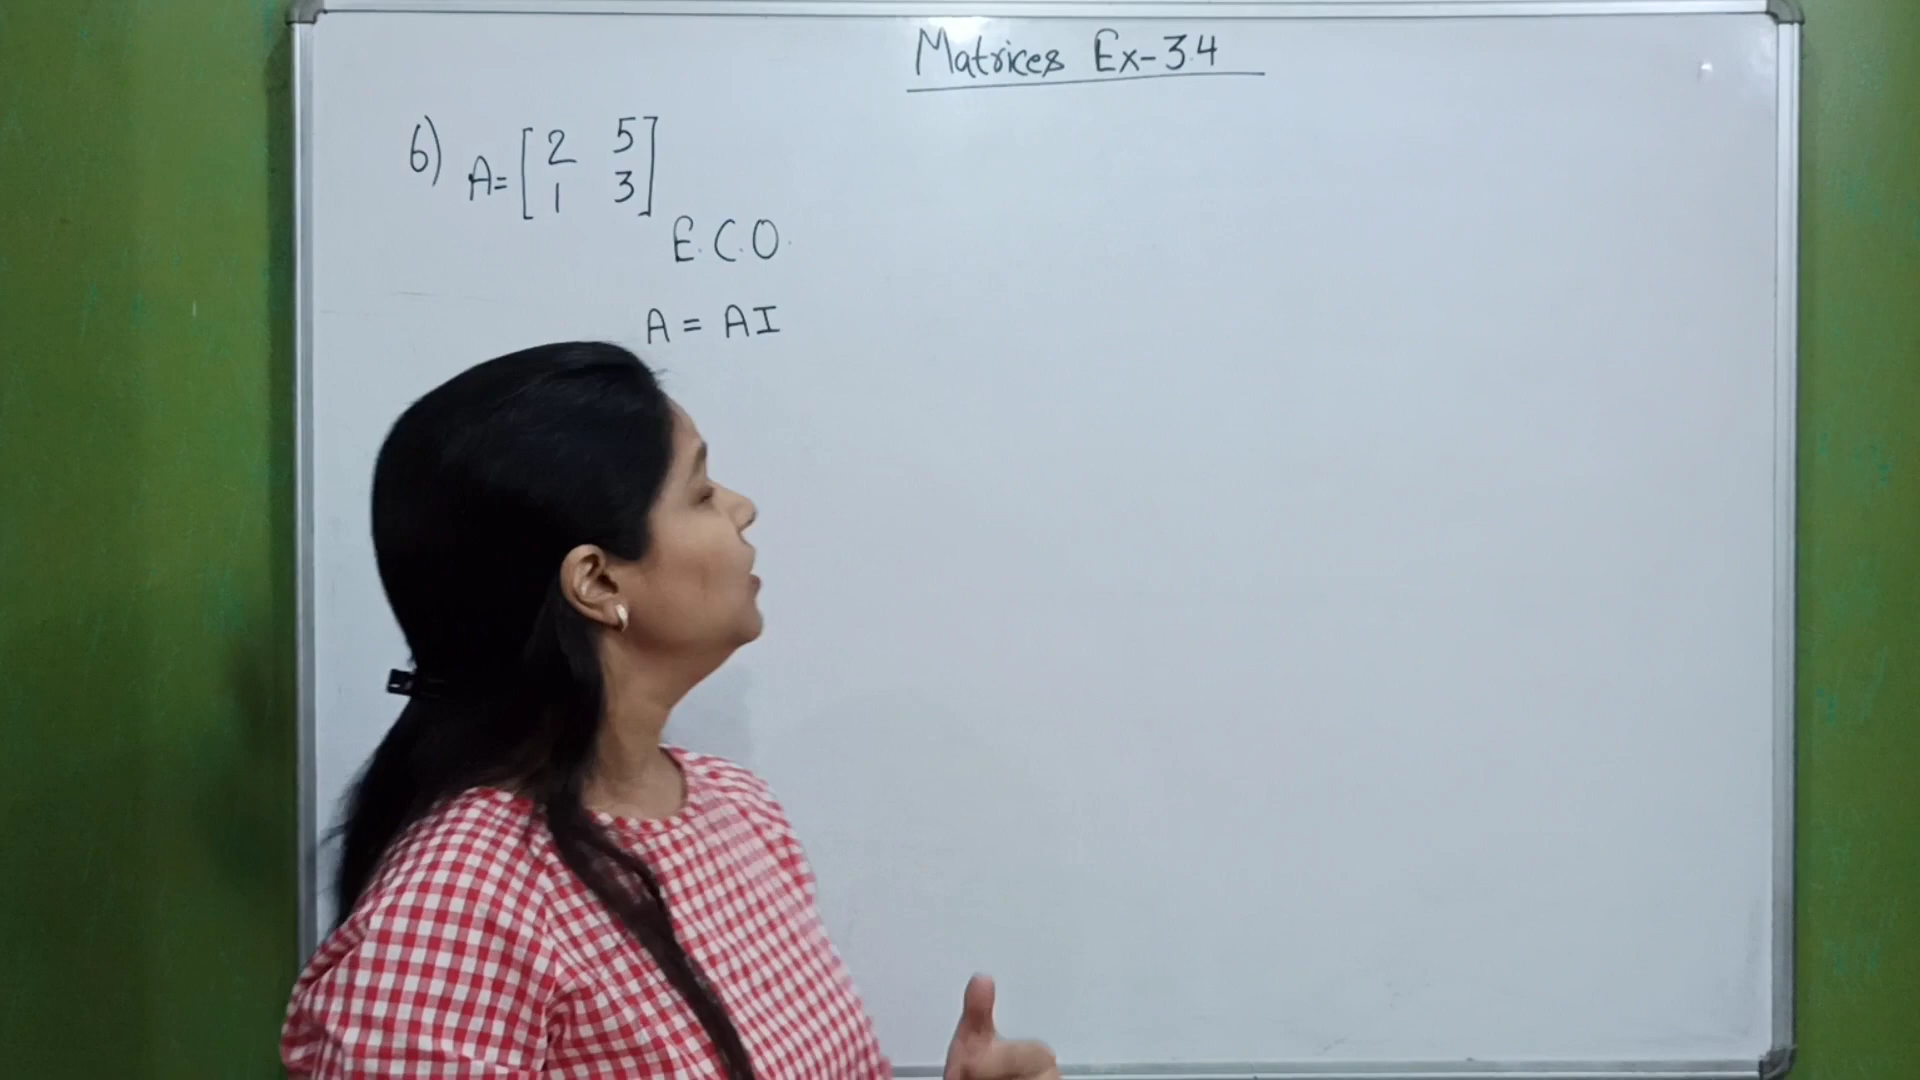 Matrices Ex-3.4
6) A= [2 5
1 3]
E.C.O.
A = AI